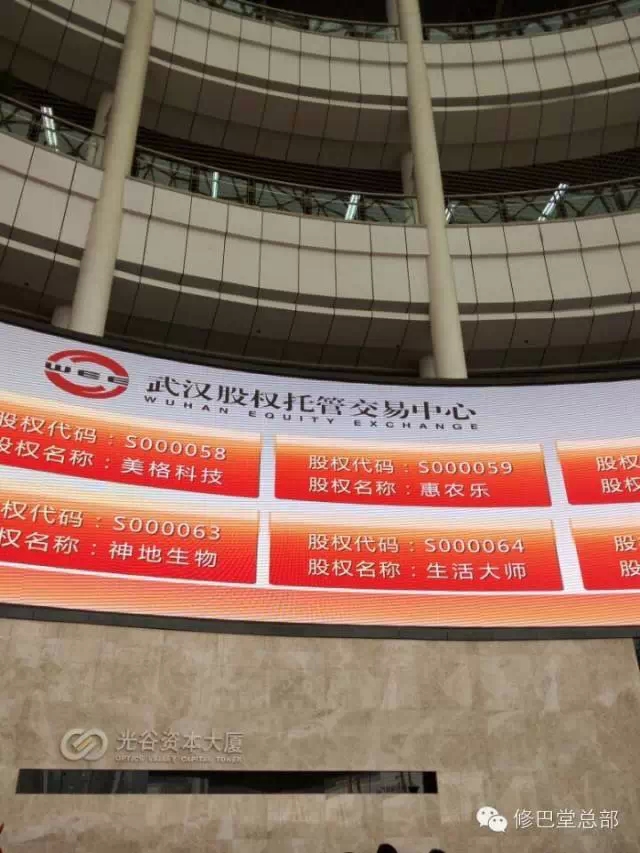 WEE
武汉股权托管交易中心
WUHAN EQUITY EXCHANGE
股权代码：S000058
股权名称：美格科技
股权代码：S000059
股权名称：惠农乐
股
股
权代码：S000063
权名称：神地生物
股权代码：S000064
股权名称：生活大师
股
股
光谷资本大厦
OPTICS VALLEY CAPITAL TOWER
修巴堂总部